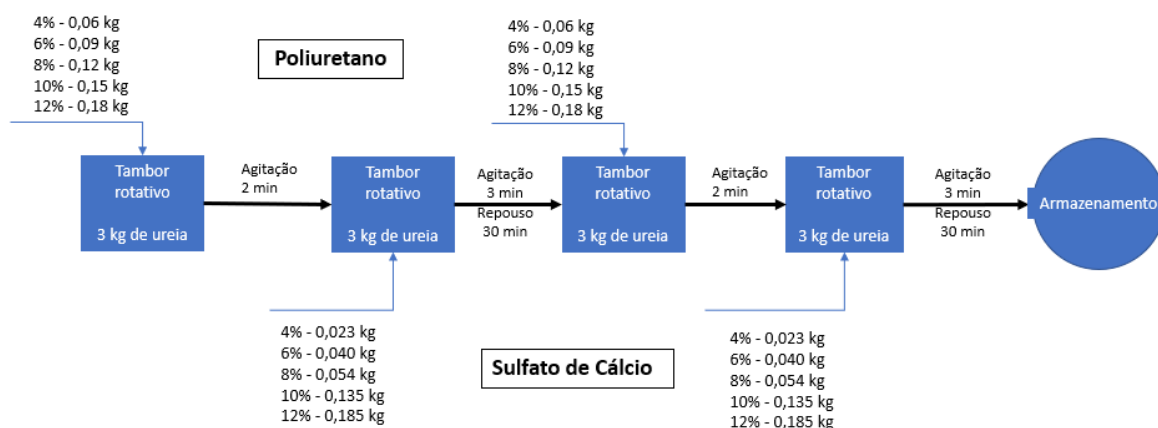 4% - 0,06 kg
6% - 0,09 kg
8% - 0,12 kg
10% - 0,15 kg
12% - 0,18 kg
Poliuretano
4% - 0,06 kg
6% - 0,09 kg
8% - 0,12 kg
10% - 0,15 kg
12% - 0,18 kg
Tambor
rotativo
3 kg de ureia
Agitação
2 min
Tambor
rotativo
3 kg de ureia
Agitação
3 min
Repouso
30 min
Tambor
rotativo
3 kg de ureia
Agitação
2 min
Tambor
rotativo
3 kg de ureia
Agitação
3 min
Repouso
30 min
Armazenamento
4% - 0,023 kg
6% - 0,040 kg
8% - 0,054 kg
10% - 0,135 kg
12% - 0,185 kg
Sulfato de Cálcio
4% - 0,023 kg
6% - 0,040 kg
8% - 0,054 kg
10% - 0,135 kg
12% - 0,185 kg